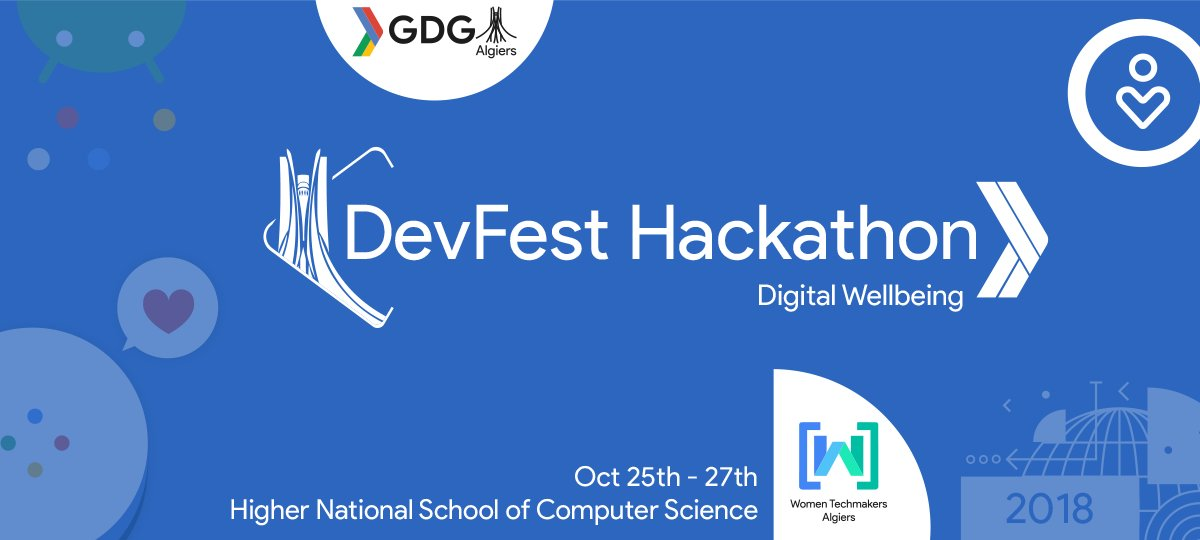 GDG
Algiers
DevFest Hackathon
Digital Wellbeing
Oct 25th - 27th
Higher National School of Computer Science
Women Techmakers
Algiers
2018